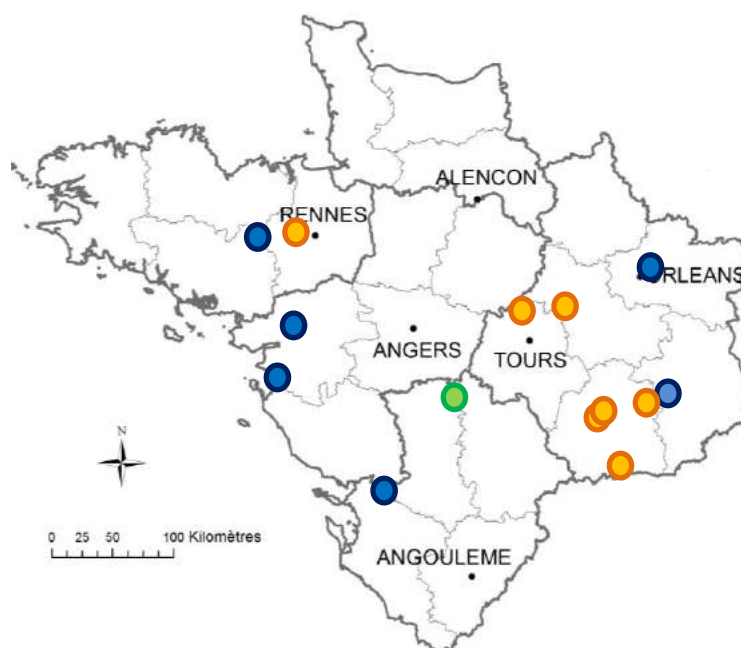 ALENCON
RENNES
ORLEANS
ANGERS
TOURS
N
0 25 50 100 Kilomètres
ANGOULEME